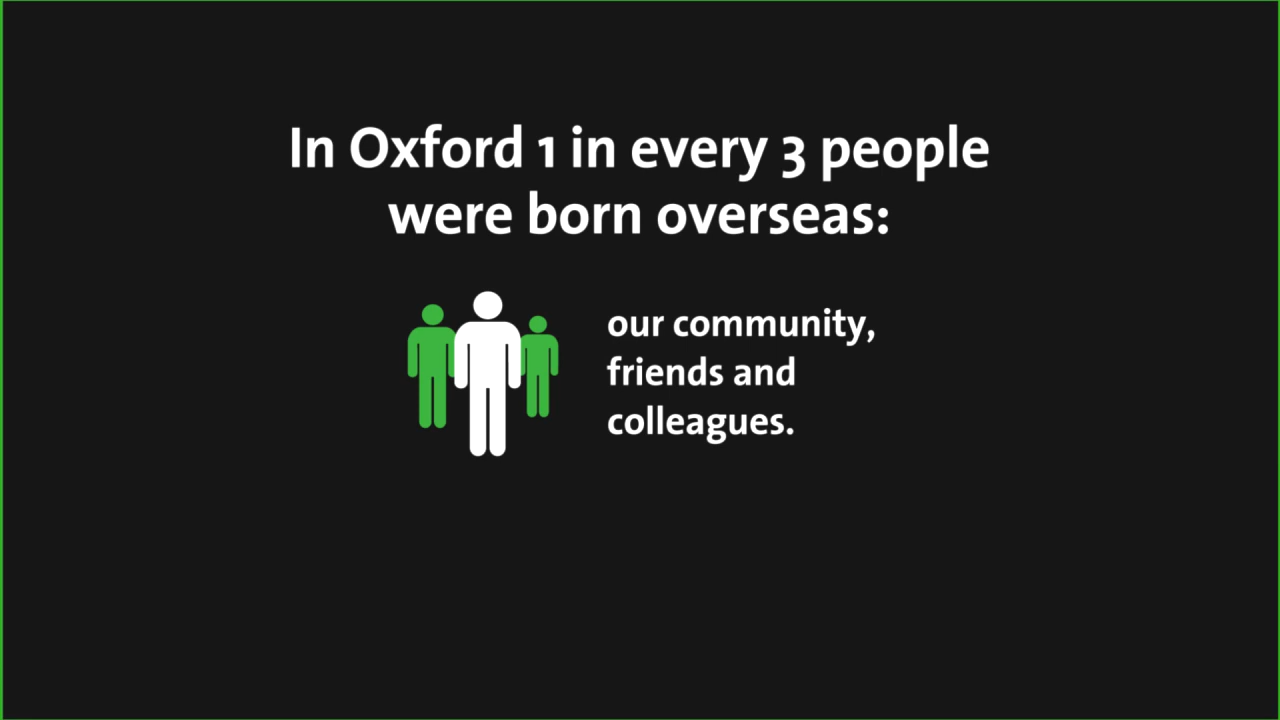 In Oxford 1 in every 3 people
were born overseas:
our community,
friends and
colleagues.